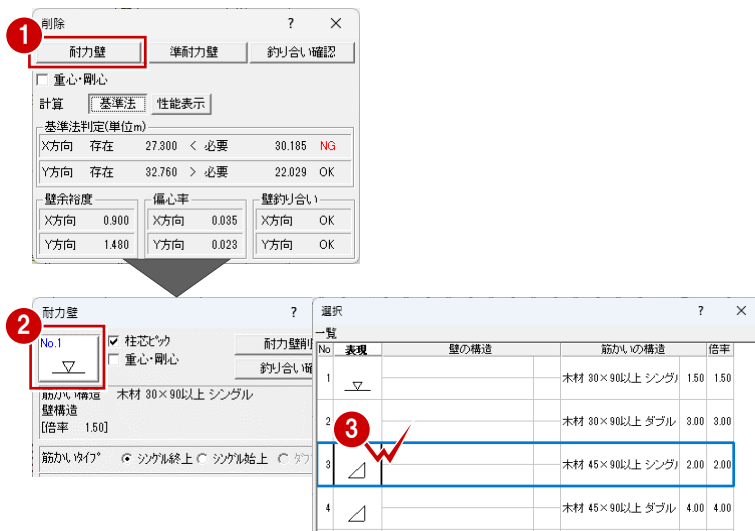 1
削除 ? ×
耐力壁 準耐力壁 釣り合い確認
重心・剛心
計算 基準法 性能表示
基準法判定(単位m)
X方向 存在 27.300 < 必要 30.185 NG
Y方向 存在 32.760 > 必要 22.029 OK
壁余裕度 偏心率 壁釣り合い
X方向 0.900 X方向 0.035 X方向 OK
Y方向 1.480 Y方向 0.023 Y方向 OK
2
耐力壁 ?
No.1 柱芯ピック 耐力壁削
重心・剛心 釣り合い確
筋かい構造 木材 30×90以上 シングル
壁構造
[倍率 1.50]
筋かいタイプ シングル終上 シングル始上
選択 ? ×
一覧
No 表現 壁の構造 筋かいの構造 倍率
1 木材 30×90以上 シング 1.50 1.50
2 木材 30×90以上 ダブル 3.00 3.00
3
3 木材 45×90以上 シング 2.00 2.00
4 木材 45×90以上 ダブル 4.00 4.00